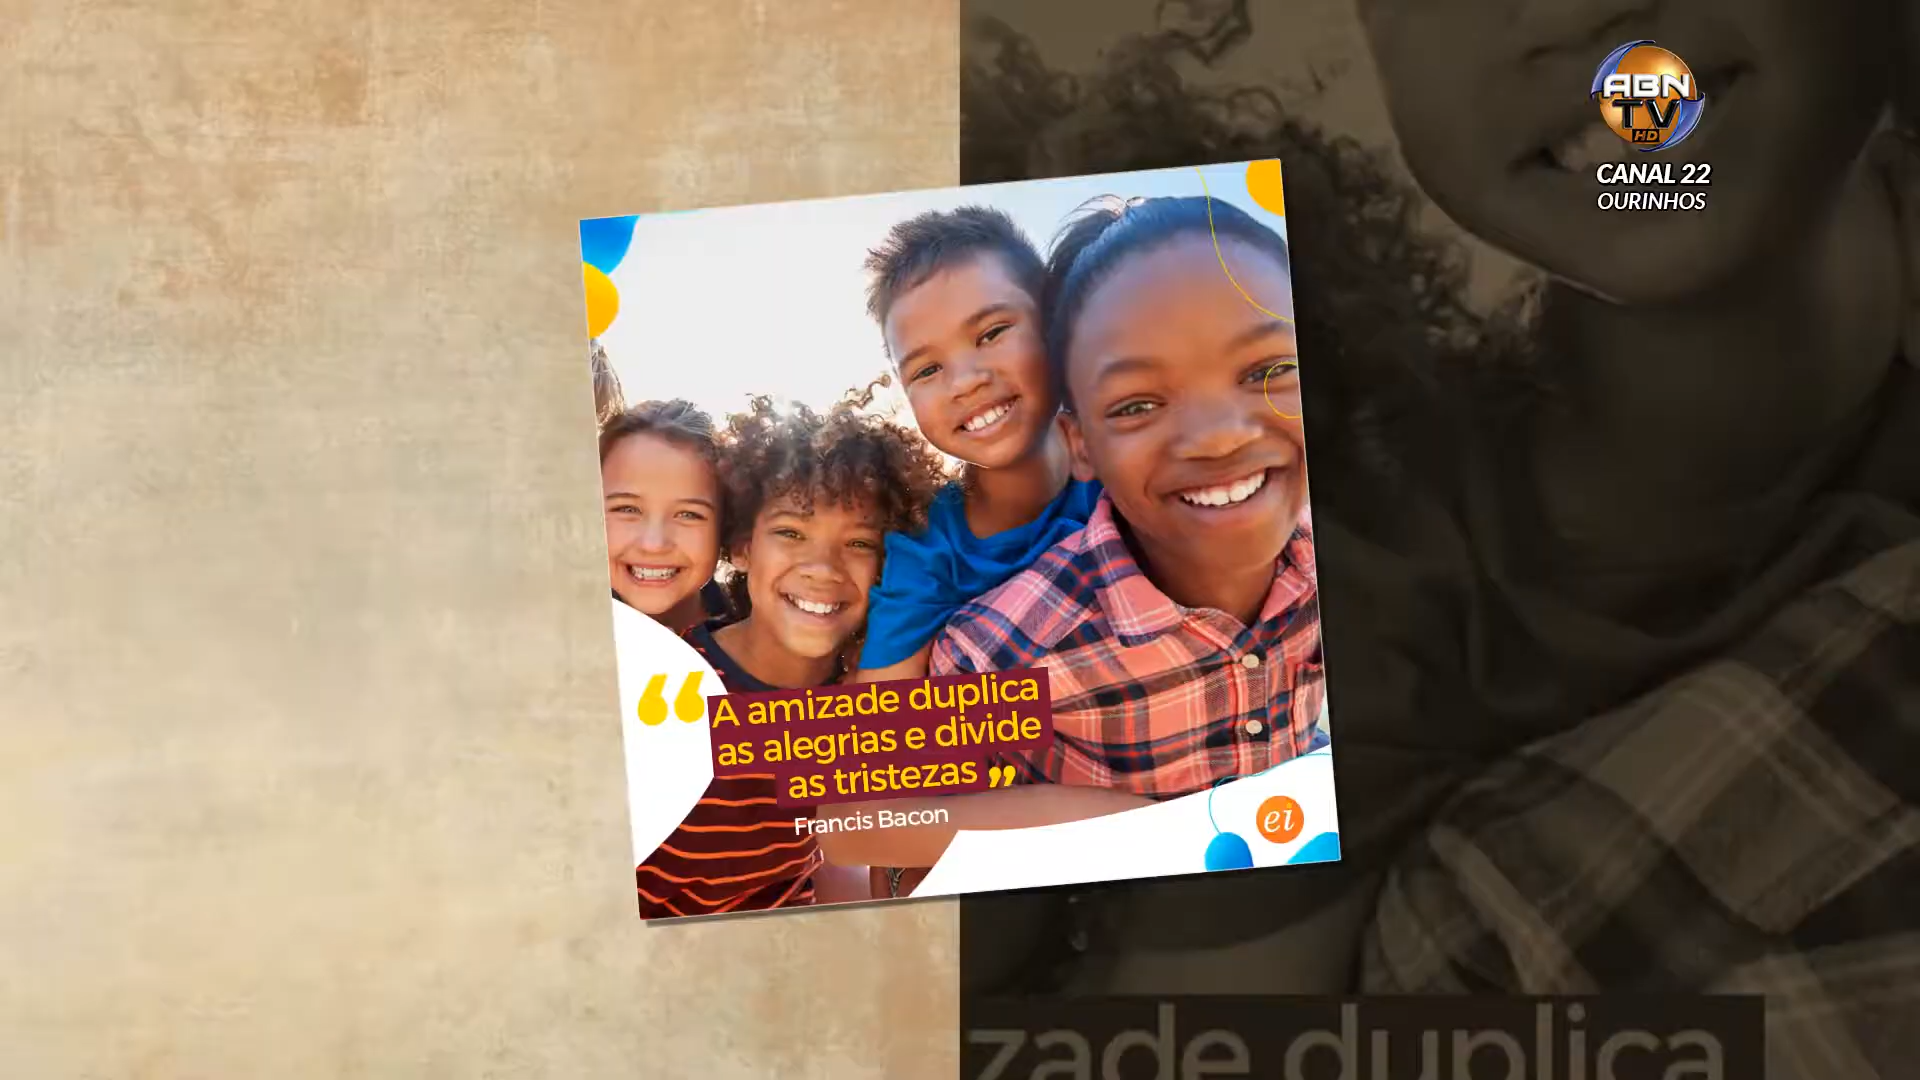 ABN
TV
HD
CANAL 22
OURINHOS
“A amizade duplica
as alegrias e divide
as tristezas”
Francis Bacon
ei
zade duplica